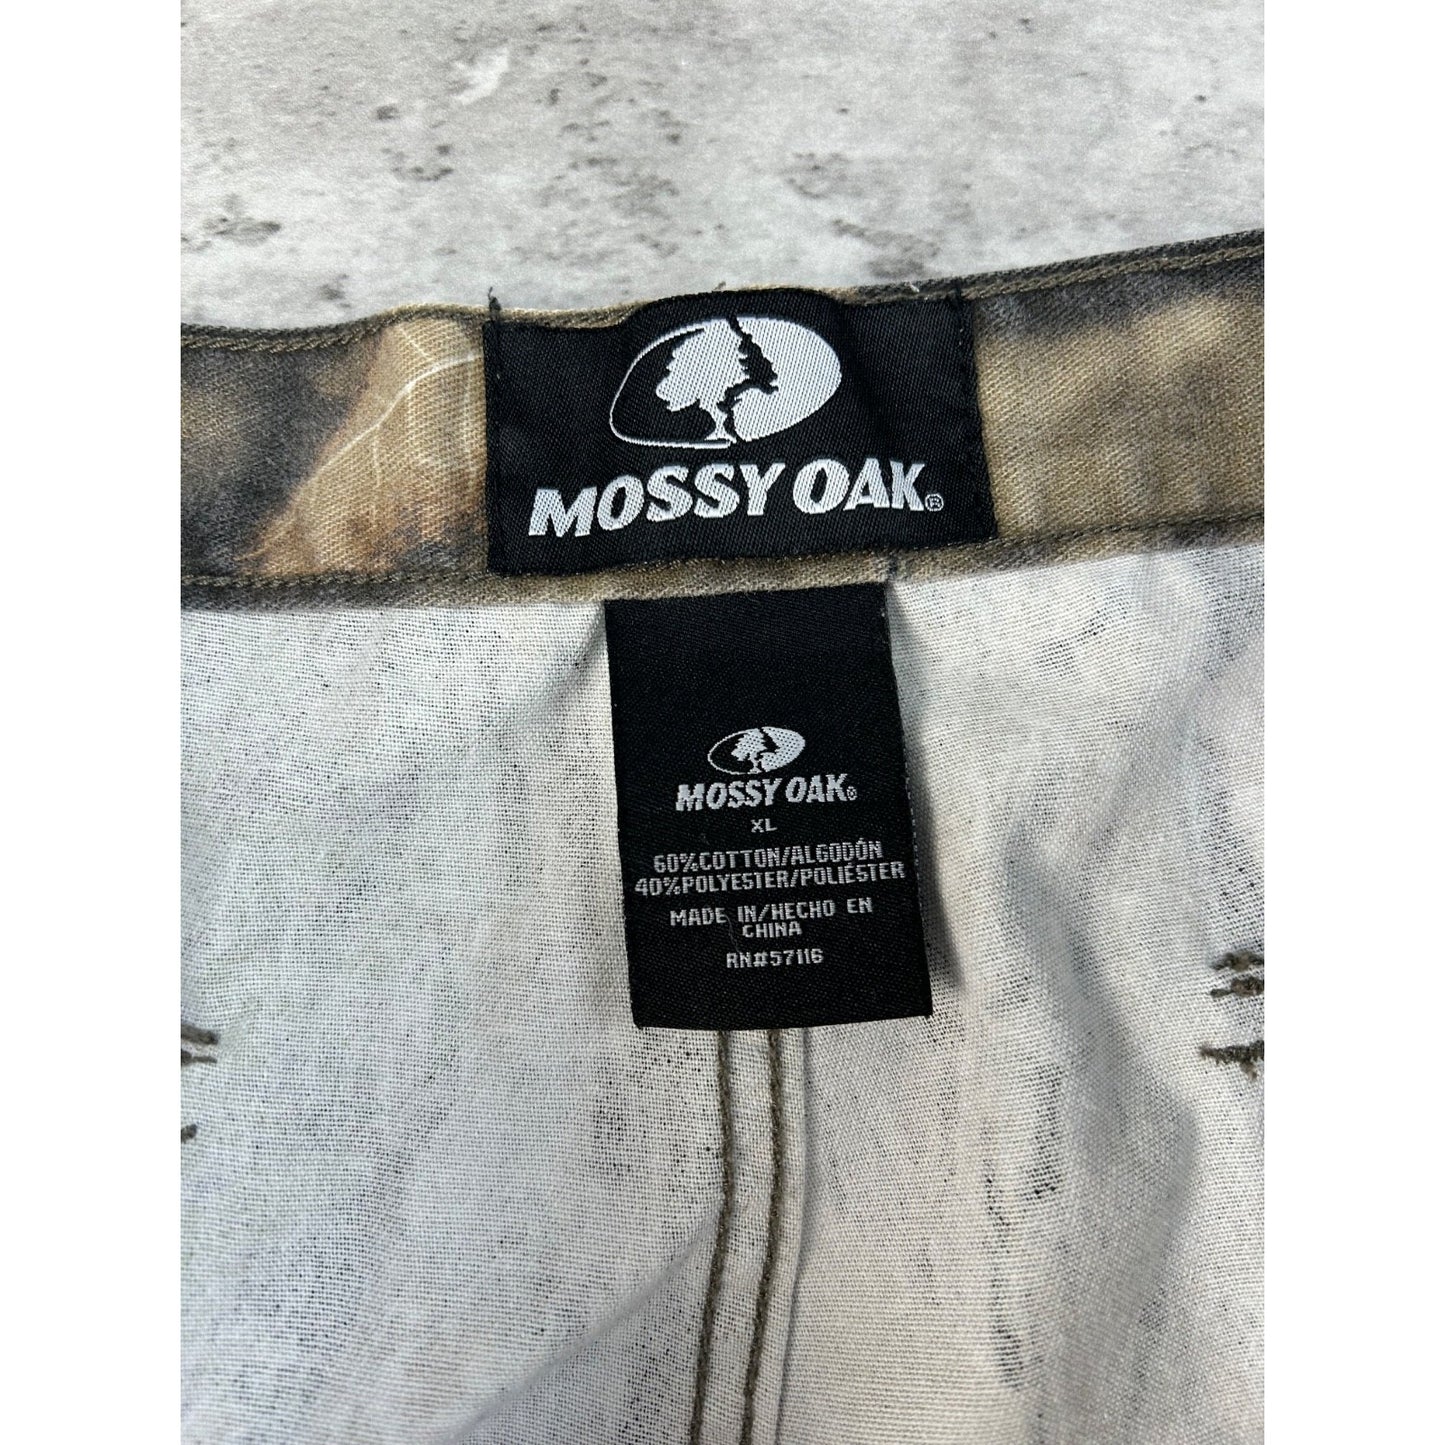 MOSSY OAK®
MOSSY OAK®
XL
60%COTTON/ALGODÓN
40%POLYESTER/POLIÉSTER
MADE IN/HECHO EN
CHINA
RN#57116